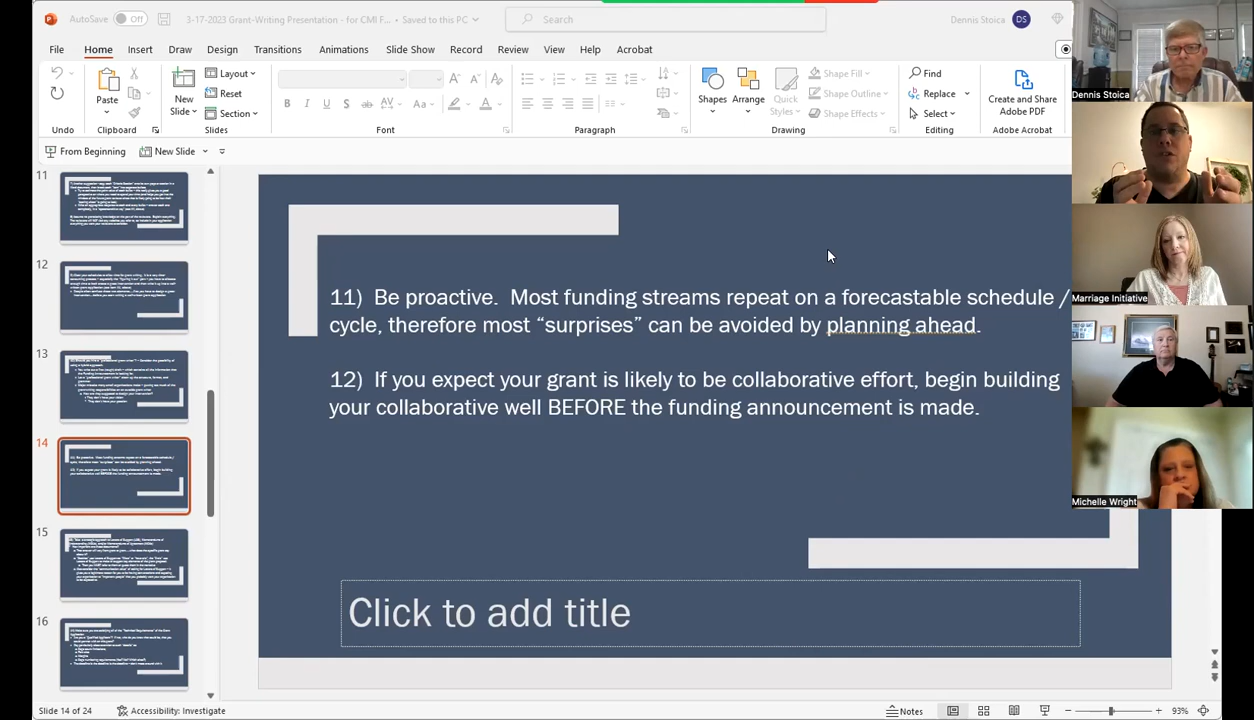 AutoSave
Off
3-17-2023 Grant-Writing Presentation - for CMI F... • Saved to this PC
Search
Dennis Stoica
DS
File
Home
Insert
Draw
Design
Transitions
Animations
Slide Show
Record
Review
View
Help
Acrobat
Undo
Paste
Clipboard
New
Slide
Layout
Reset
Section
Slides
B
I
U
S
ab
AV
Aa
A
Font
Paragraph
Shapes
Arrange
Quick
Styles
Shape Fill
Shape Outline
Shape Effects
Drawing
Find
Replace
Select
Editing
Create and Share
Adobe PDF
Adobe Acrobat
From Beginning
New Slide
11
12
13
14
15
16
11) Be proactive. Most funding streams repeat on a forecastable schedule /
cycle, therefore most “surprises” can be avoided by planning ahead.
12) If you expect your grant is likely to be collaborative effort, begin building
your collaborative well BEFORE the funding announcement is made.
Click to add title
Dennis Stoica
Marriage Initiative
Michelle Wright
Slide 14 of 24
Accessibility: Investigate
Notes
93%